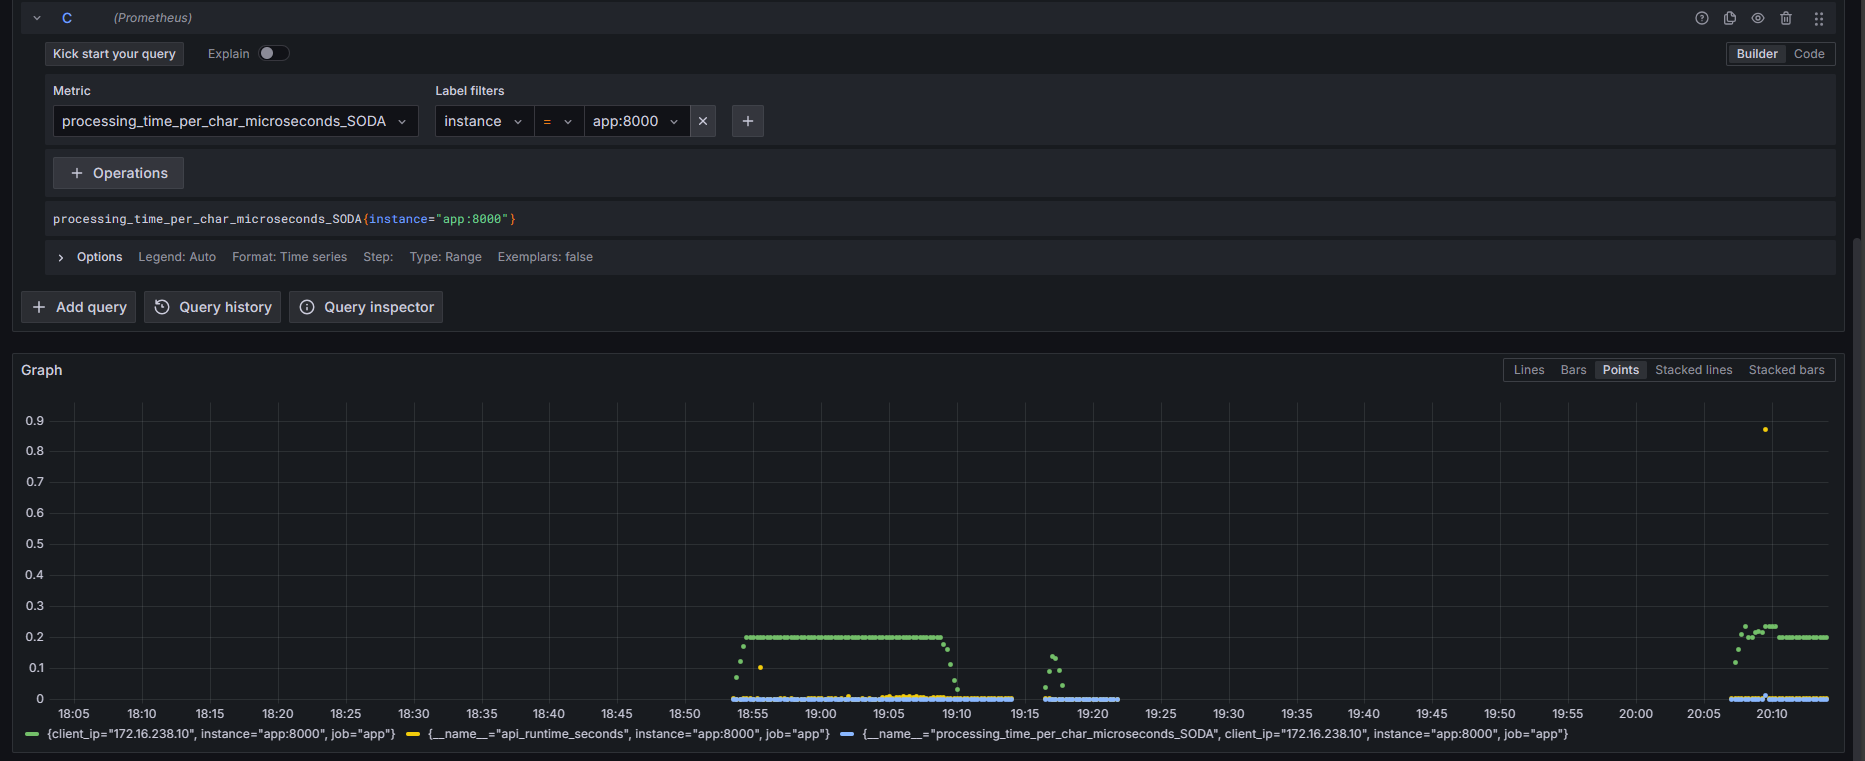 C (Prometheus)
Kick start your query Explain Builder Code
Metric Label filters
processing_time_per_char_microseconds_SODA instance = app:8000
+ Operations
processing_time_per_char_microseconds_SODA{instance="app:8000"}
Options Legend: Auto Format: Time series Step: Type: Range Exemplars: false
+ Add query Query history Query inspector
Graph Lines Bars Points Stacked lines Stacked bars
0.9
0.8
0.7
0.6
0.5
0.4
0.3
0.2
0.1
0
18:05 18:10 18:15 18:20 18:25 18:30 18:35 18:40 18:45 18:50 18:55 19:00 19:05 19:10 19:15 19:20 19:25 19:30 19:35 19:40 19:45 19:50 19:55 20:00 20:05 20:10
{client_ip="172.16.238.10", instance="app:8000", job="app"} {__name__="api_runtime_seconds", instance="app:8000", job="app"} {__name__="processing_time_per_char_microseconds_SODA", client_ip="172.16.238.10", instance="app:8000", job="app"}